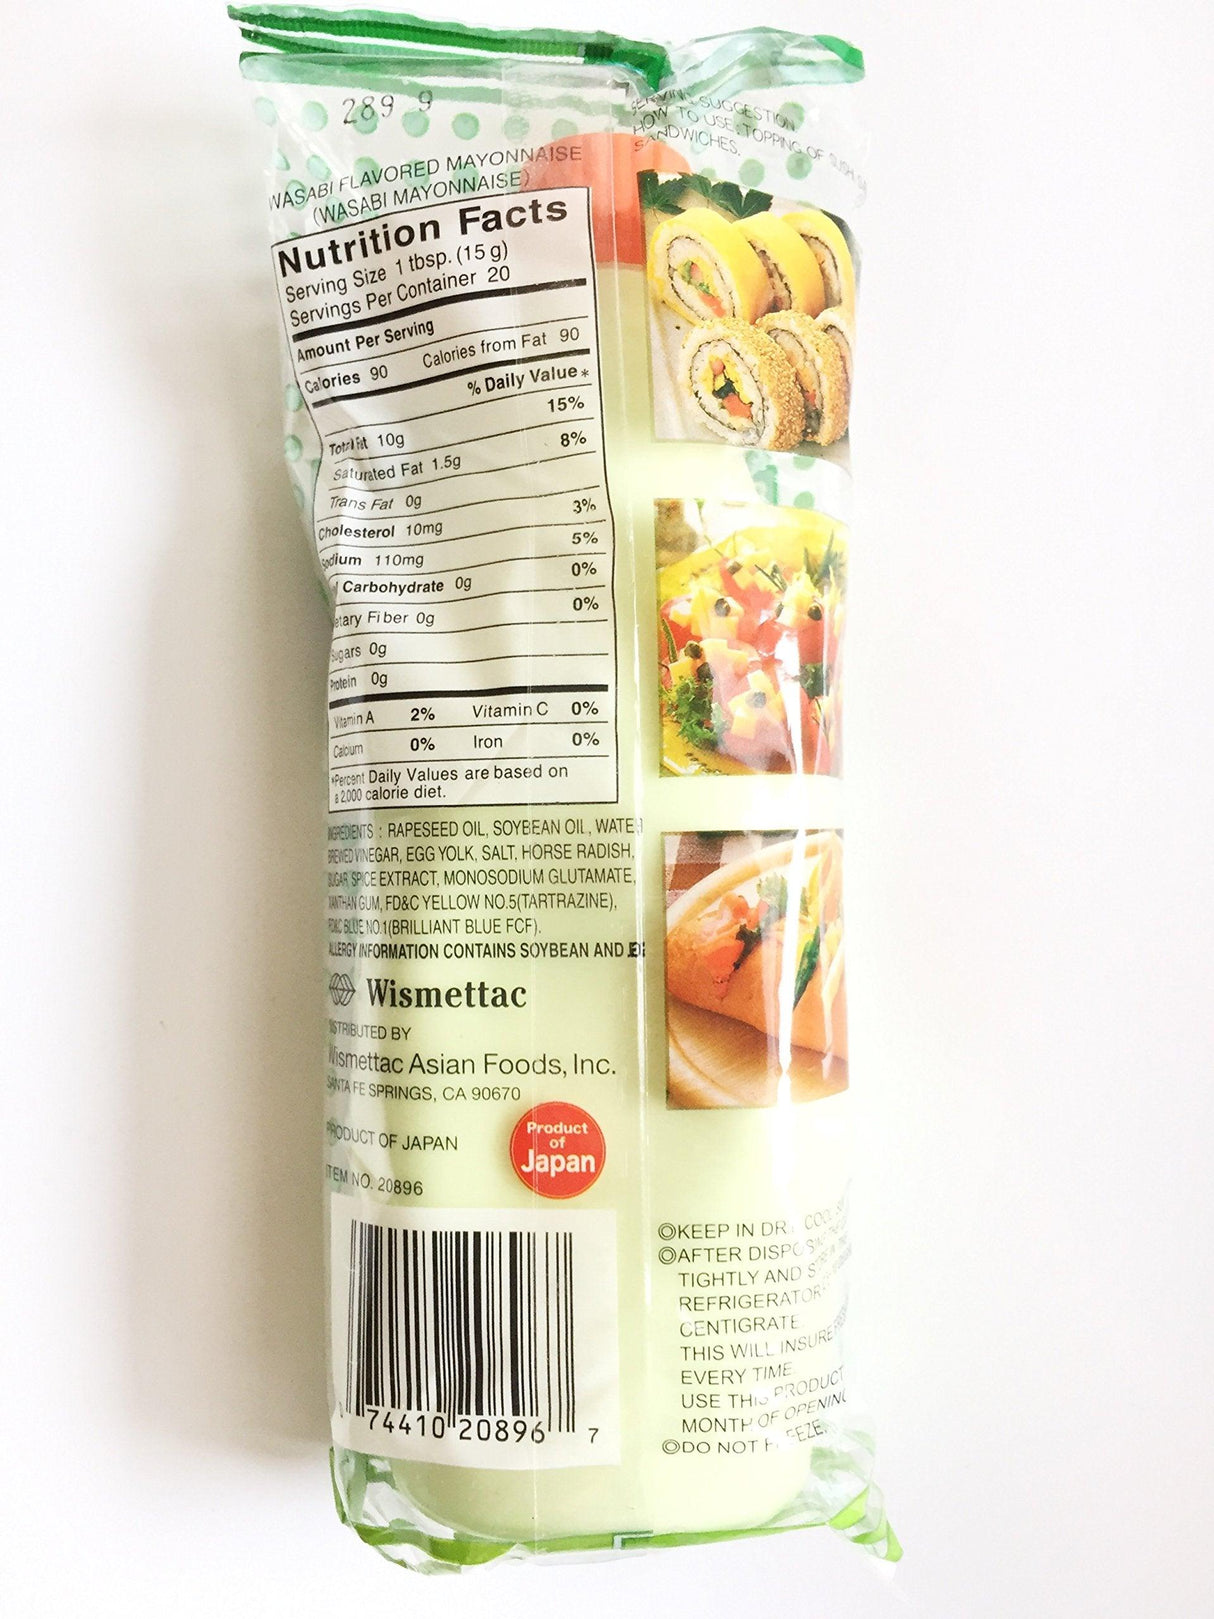 289 g
WASABI FLAVORED MAYONNAISE
(WASABI MAYONNAISE)
Nutrition Facts
Serving Size 1 tbsp. (15 g)
Servings Per Container 20
Amount Per Serving
Calories 90 Calories from Fat 90
% Daily Value*
Total Fat 10g 15%
Saturated Fat 1.5g 8%
Trans Fat 0g
Cholesterol 10mg 3%
Sodium 110mg 5%
Carbohydrate 0g 0%
etary Fiber 0g 0%
Sugars 0g
Protein 0g
Vitamin A 2% Vitamin C 0%
Calcium 0% Iron 0%
*Percent Daily Values are based on
a 2,000 calorie diet.
INGREDIENTS : RAPESEED OIL, SOYBEAN OIL, WATER
BREWED VINEGAR, EGG YOLK, SALT, HORSE RADISH,
SUGAR SPICE EXTRACT, MONOSODIUM GLUTAMATE,
XANTHAN GUM, FD&C YELLOW NO.5(TARTRAZINE),
FD&C BLUE NO.1(BRILLIANT BLUE FCF).
ALLERGY INFORMATION CONTAINS SOYBEAN AND
Wismettac
DISTRIBUTED BY
Wismettac Asian Foods, Inc.
SANTA FE SPRINGS, CA 90670
PRODUCT OF JAPAN
Product
of
Japan
ITEM NO. 20896
0 74410 20896 7
SERVING SUGGESTION
HOW TO USE : TOPPING OF SUSHI
SANDWICHES.
◎KEEP IN DRY COOL
◎AFTER DISPOSING THE
TIGHTLY AND
REFRIGERATOR
CENTIGRATE.
THIS WILL INSURE
EVERY TIME.
USE THIS PRODUCT
MONTH OF OPENING
◎DO NOT FREEZE.